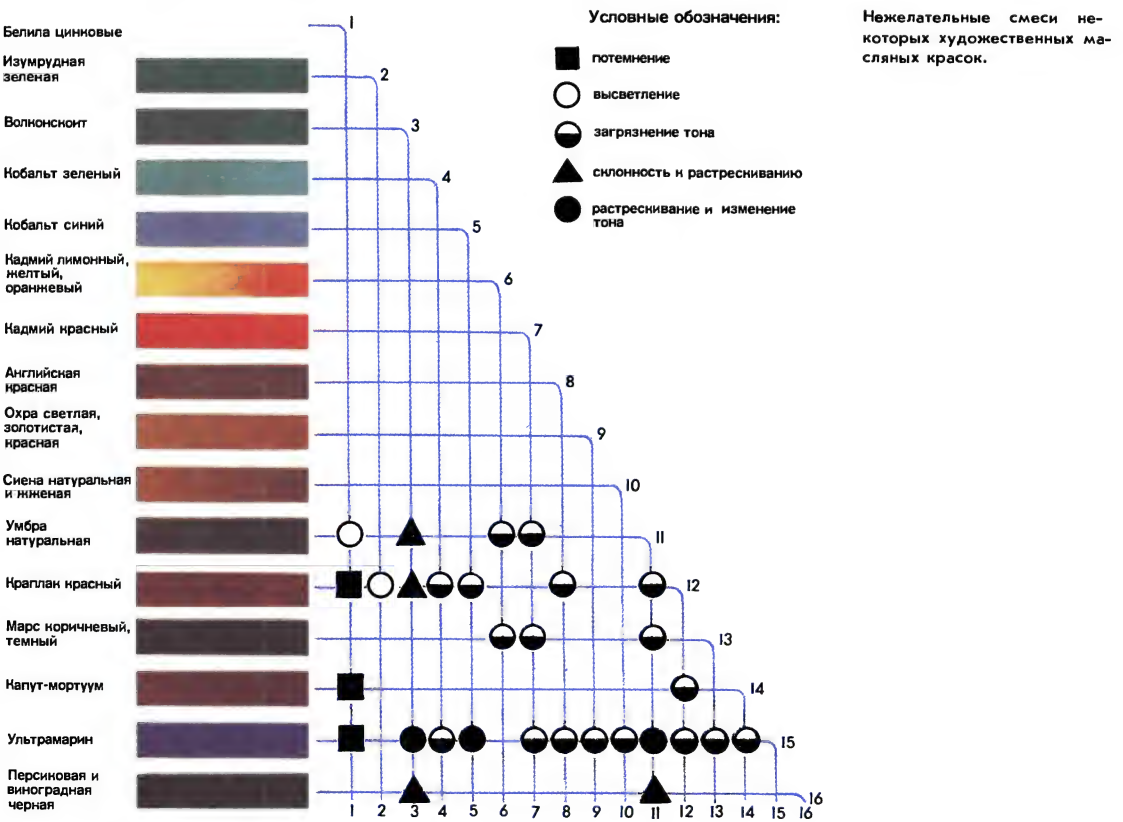 Белила цинковые
Изумрудная
зеленая
Волконскоит
Кобальт зеленый
Кобальт синий
Кадмий лимонный,
желтый,
оранжевый
Кадмий красный
Английская
красная
Охра светлая,
золотистая,
красная
Сиена натуральная
и жженая
Умбра
натуральная
Краплак красный
Марс коричневый,
темный
Капут-мортуум
Ультрамарин
Персиковая и
виноградная
черная
1
2
3
4
5
6
7
8
9
10
11
12
13
14
15
16
1 2 3 4 5 6 7 8 9 10 11 12 13 14 15 16
Условные обозначения:
потемнение
высветление
загрязнение тона
склонность к растрескиванию
растрескивание и изменение
тона
Нежелательные смеси не-
которых художественных ма-
сляных красок.